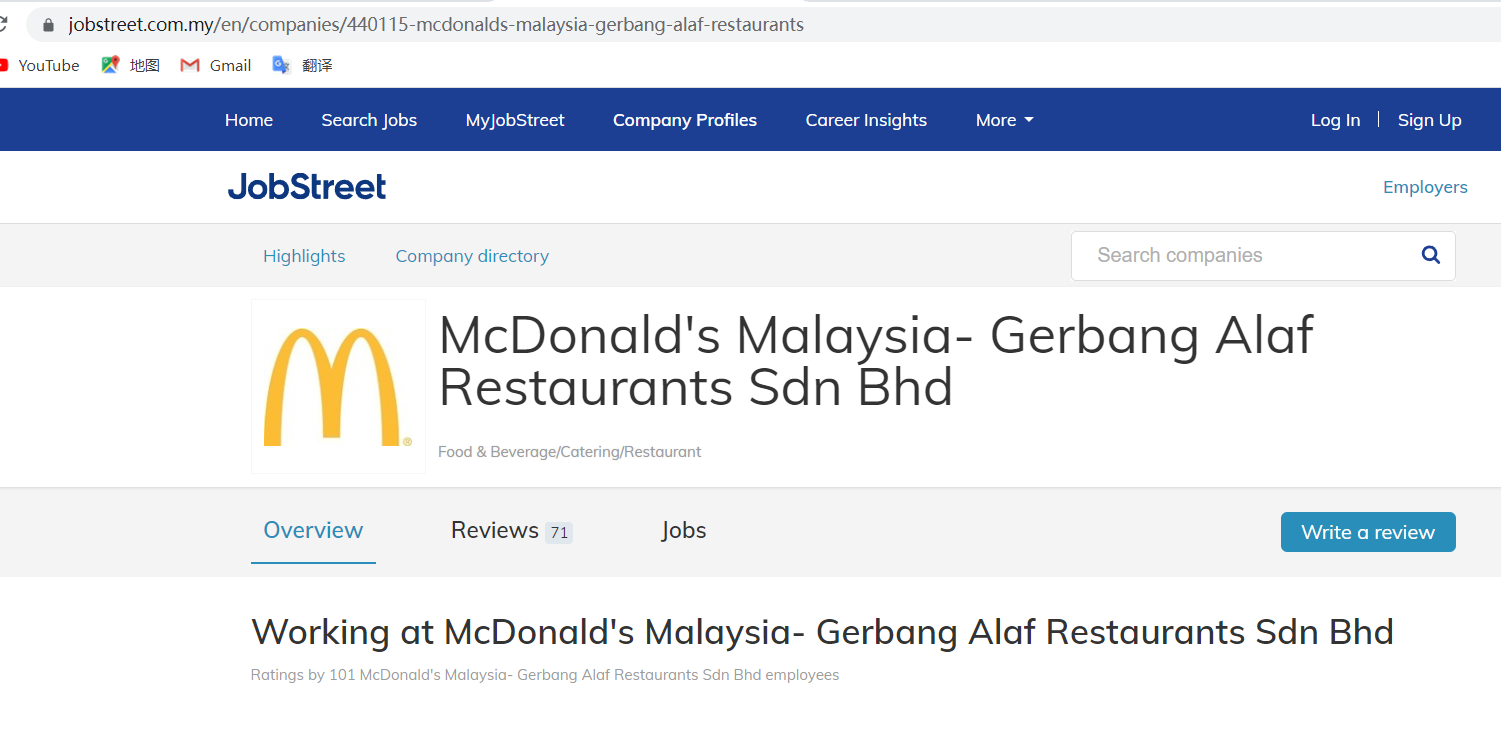 jobstreet.com.my/en/companies/440115-mcdonalds-malaysia-gerbang-alaf-restaurants
YouTube 地图 Gmail 翻译
Home Search Jobs MyJobStreet Company Profiles Career Insights More Log In Sign Up
JobStreet Employers
Highlights Company directory Search companies
McDonald's Malaysia- Gerbang Alaf
Restaurants Sdn Bhd
Food & Beverage/Catering/Restaurant
Overview Reviews 71 Jobs Write a review
Working at McDonald's Malaysia- Gerbang Alaf Restaurants Sdn Bhd
Ratings by 101 McDonald's Malaysia- Gerbang Alaf Restaurants Sdn Bhd employees